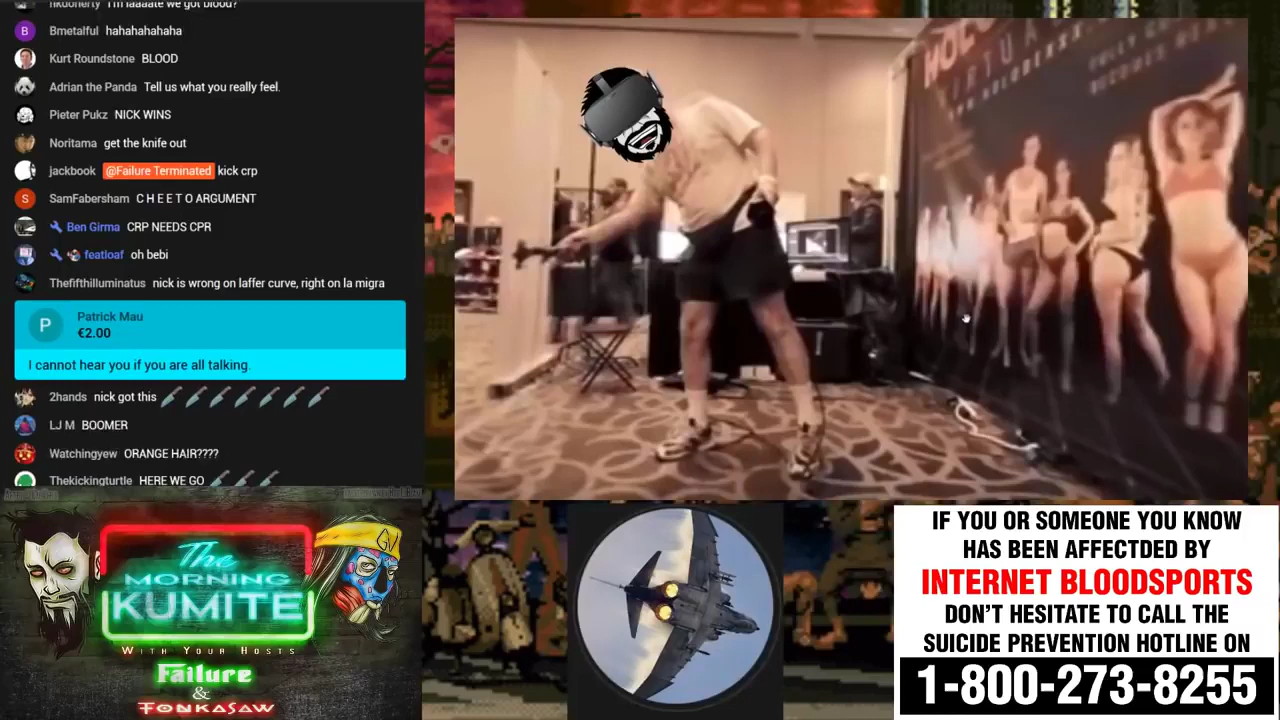 Bmetalful hahahahahaha
Kurt Roundstone BLOOD
Adrian the Panda Tell us what you really feel.
Pieter Pukz NICK WINS
Noritama get the knife out
jackbook @Failure Terminated kick crp
SamFabersham C H E E T O ARGUMENT
Ben Girma CRP NEEDS CPR
featloaf oh bebi
Thefifthilluminatus nick is wrong on laffer curve, right on la migra
P
Patrick Mau
€2.00
I cannot hear you if you are all talking.
2hands nick got this
LJ M BOOMER
Watchingyew ORANGE HAIR????
Thekickingturtle HERE WE GO
The
MORNING
KUMITE
WITH YOUR HOSTS
Failure
&
TONKASAW
IF YOU OR SOMEONE YOU KNOW
HAS BEEN AFFECTDED BY
INTERNET BLOODSPORTS
DON'T HESITATE TO CALL THE
SUICIDE PREVENTION HOTLINE ON
1-800-273-8255